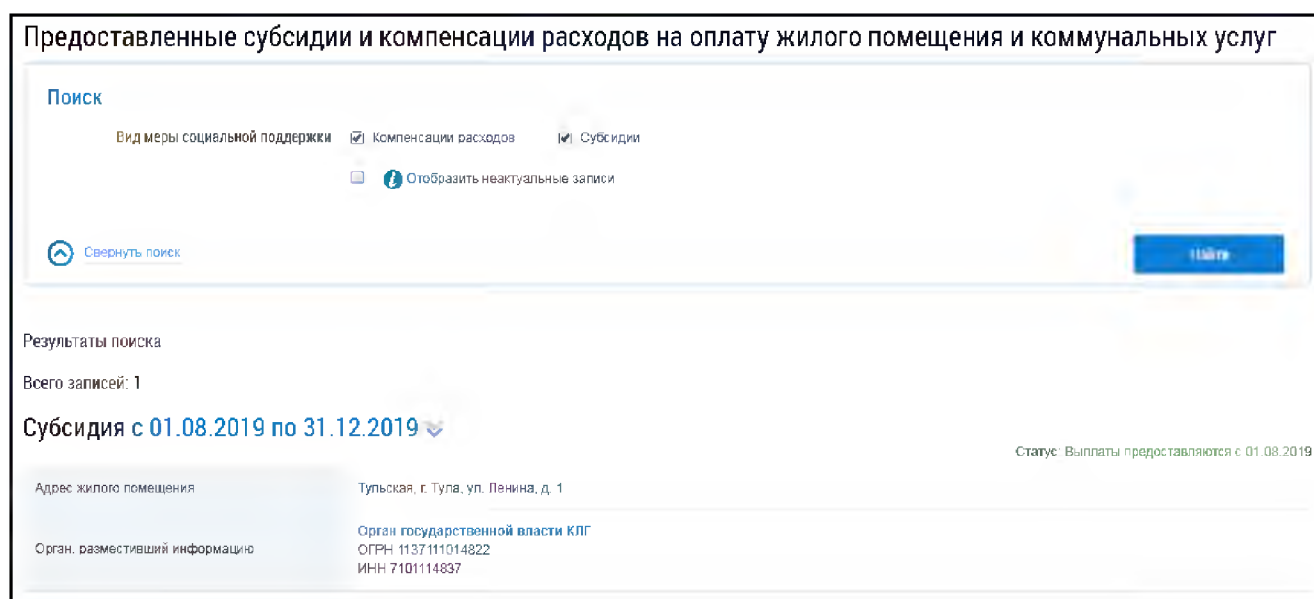 Предоставленные субсидии и компенсации расходов на оплату жилого помещения и коммунальных услуг
Поиск
Вид меры социальной поддержки Компенсации расходов Субсидии
Отобразить неактуальные записи
Свернуть поиск Найти
Результаты поиска
Всего записей: 1
Субсидия с 01.08.2019 по 31.12.2019
Статус: Выплаты предоставляются с 01.08.2019
Адрес жилого помещения Тульская, г. Тула, ул. Ленина, д. 1
Орган государственной власти КЛГ
Орган, разместивший информацию ОГРН 1137111014822
ИНН 7101114837